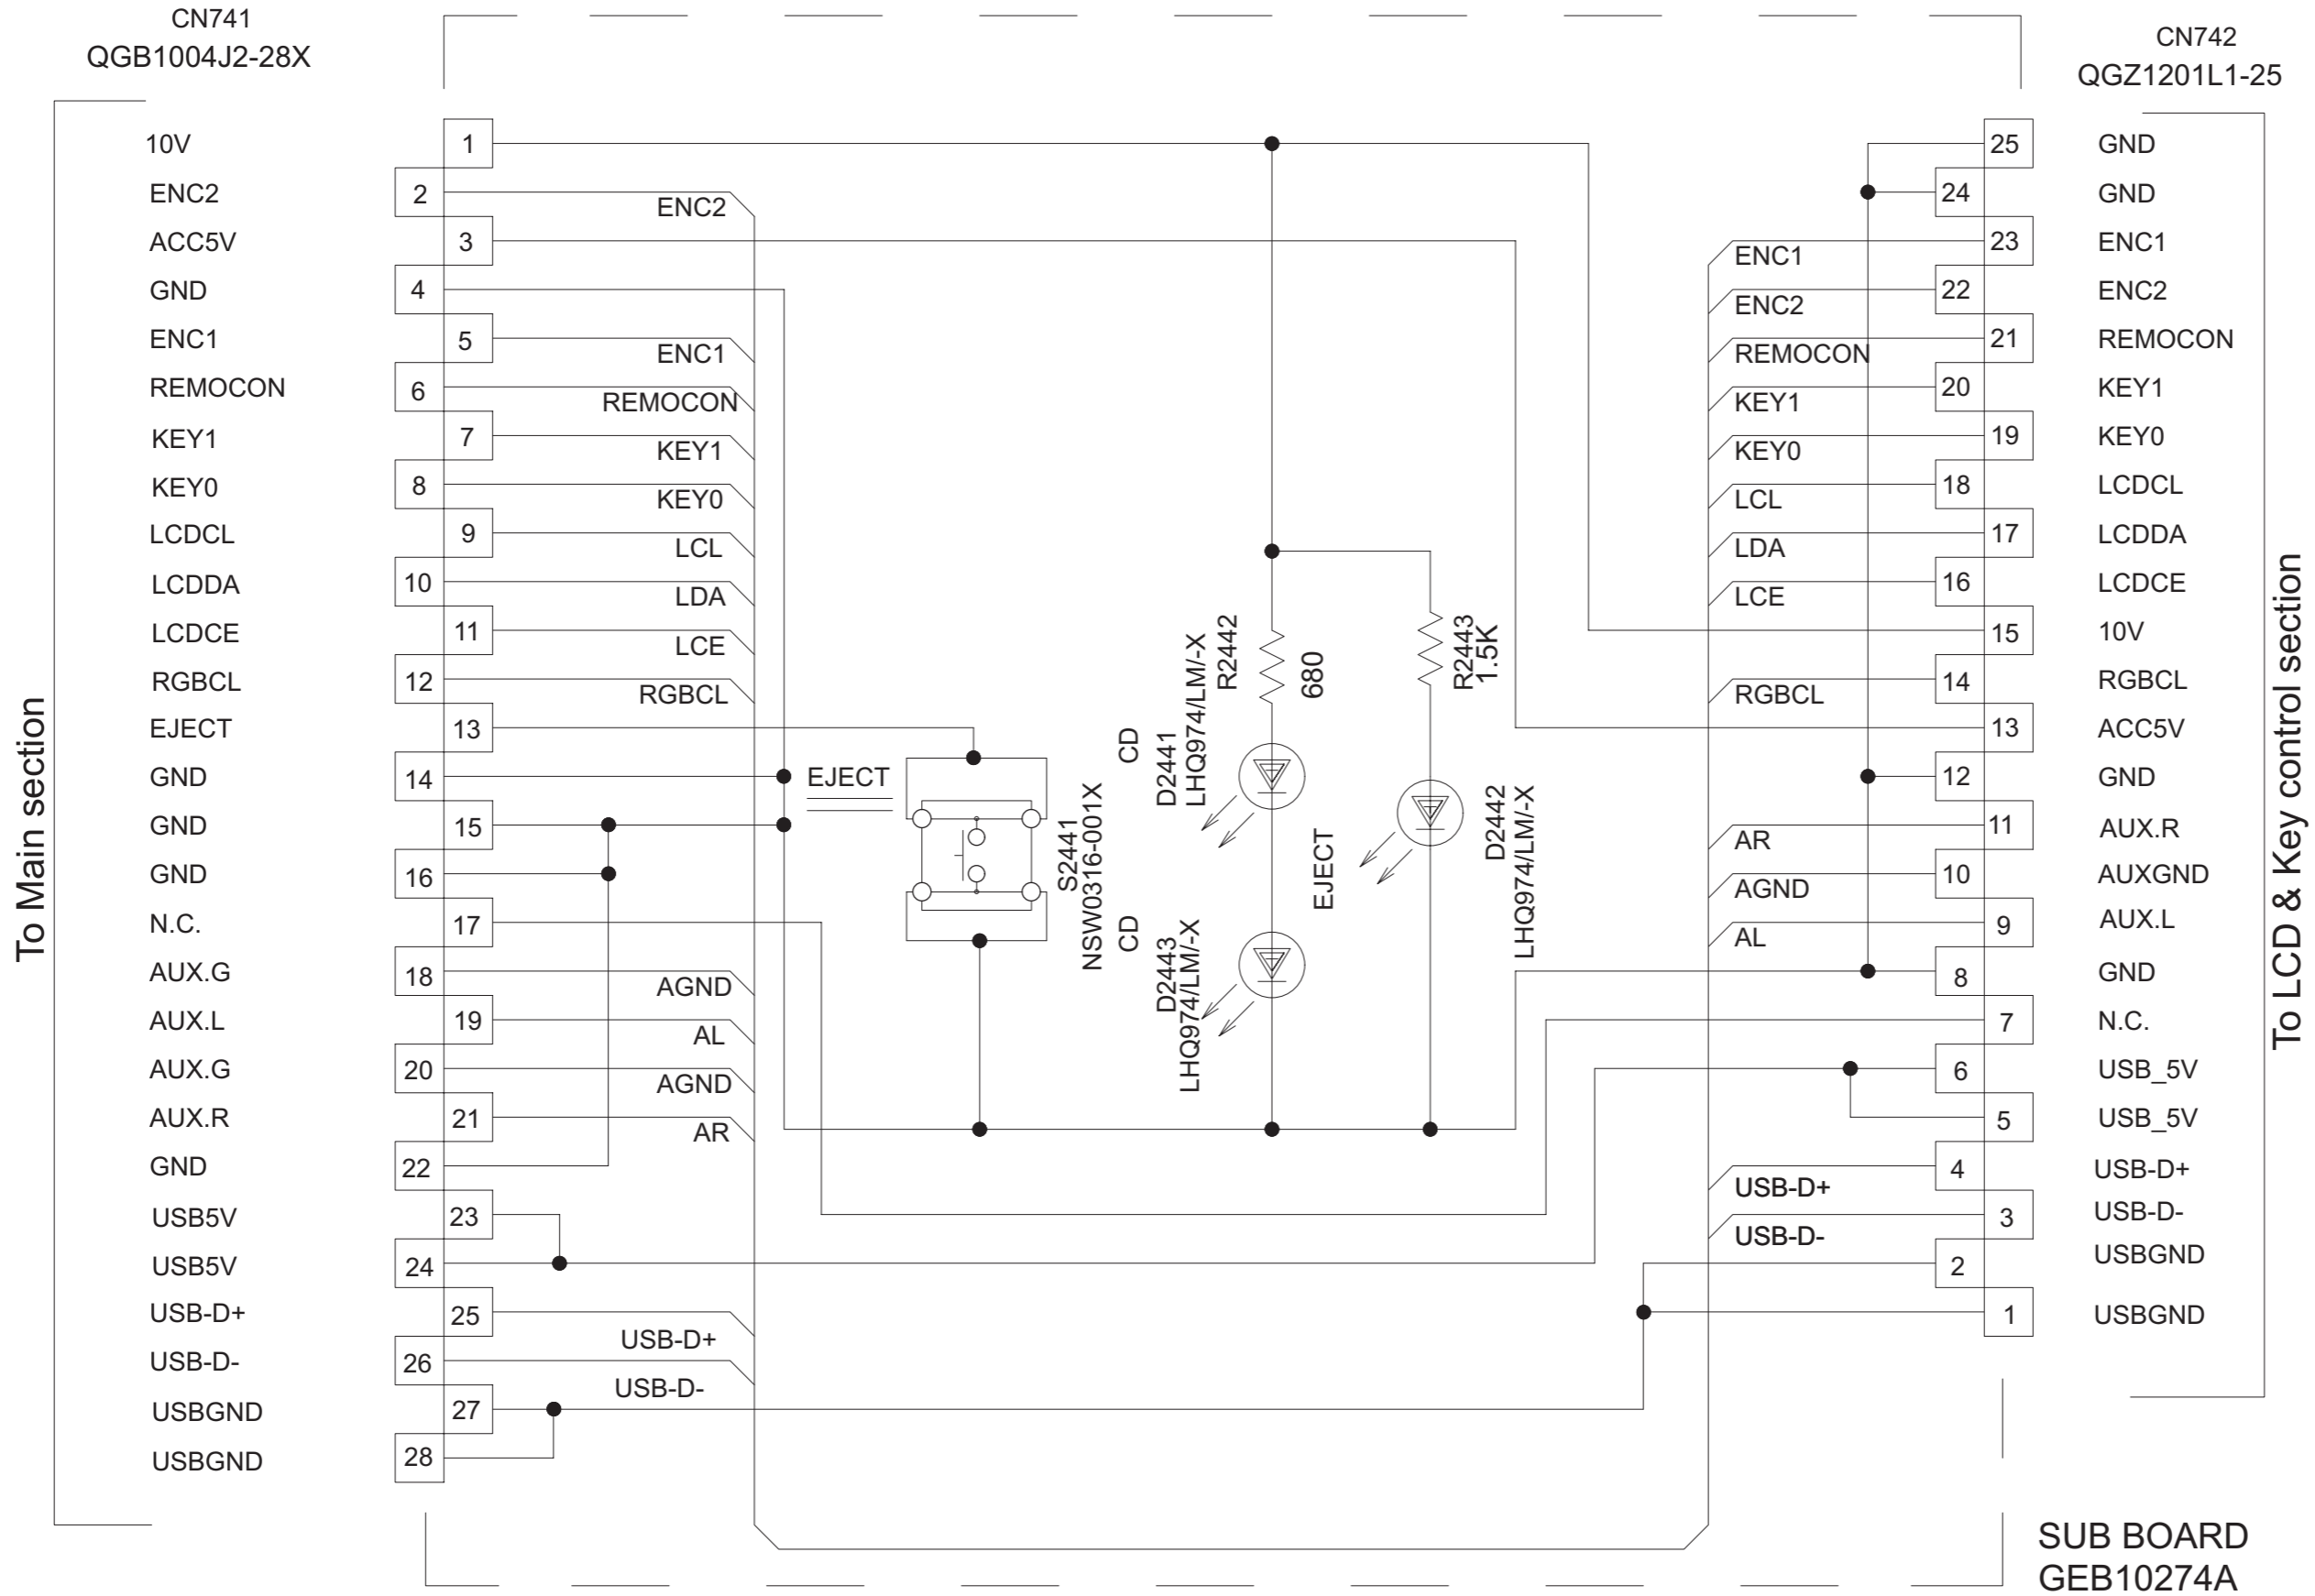 CN741
QGB1004J2-28X
CN742
QGZ1201L1-25
To Main section
10V 1
ENC2 2 ENC2
ACC5V 3
GND 4
ENC1 5 ENC1
REMOCON 6 REMOCON
KEY1 7 KEY1
KEY0 8 KEY0
LCDCL 9 LCL
LCDDA 10 LDA
LCDCE 11 LCE
RGBCL 12 RGBCL
EJECT 13
GND 14
GND 15
GND 16
N.C. 17
AUX.G 18 AGND
AUX.L 19 AL
AUX.G 20 AGND
AUX.R 21 AR
GND 22
USB5V 23
USB5V 24
USB-D+ 25 USB-D+
USB-D- 26 USB-D-
USBGND 27
USBGND 28
EJECT
S2441
NSW0316-001X
CD
D2441
LHQ974/LM/-X
R2442
680
R2443
1.5K
CD
D2443
LHQ974/LM/-X
EJECT
D2442
LHQ974/LM/-X
25 GND
24 GND
ENC1 23 ENC1
ENC2 22 ENC2
REMOCON 21 REMOCON
KEY1 20 KEY1
KEY0 19 KEY0
LCL 18 LCDCL
LDA 17 LCDDA
LCE 16 LCDCE
15 10V
RGBCL 14 RGBCL
13 ACC5V
12 GND
AR 11 AUX.R
AGND 10 AUXGND
AL 9 AUX.L
8 GND
7 N.C.
6 USB_5V
5 USB_5V
USB-D+ 4 USB-D+
USB-D- 3 USB-D-
2 USBGND
1 USBGND
To LCD & Key control section
SUB BOARD
GEB10274A